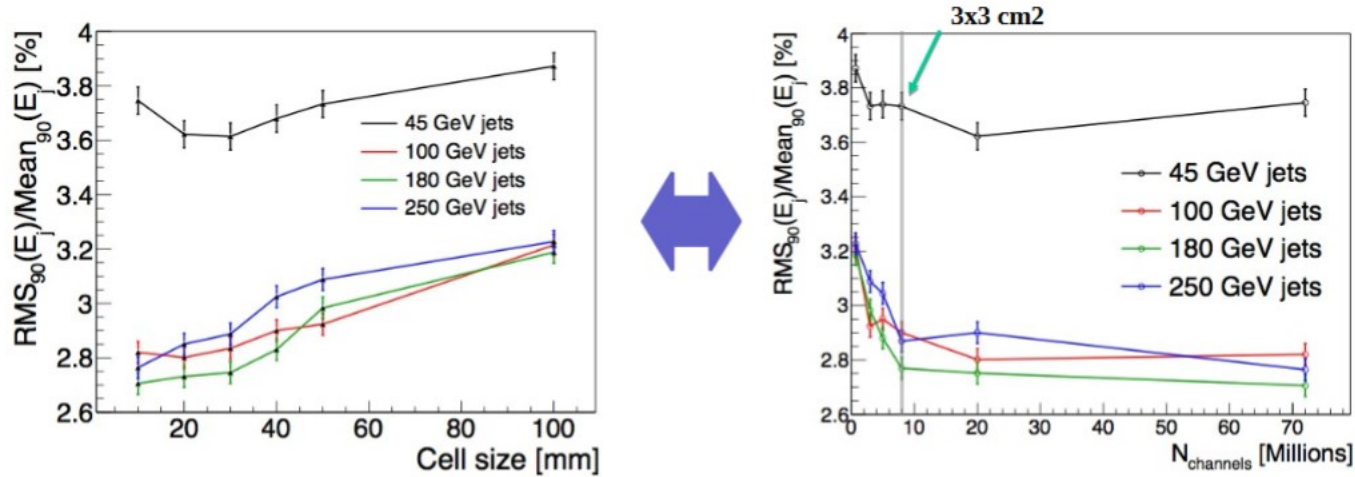 3x3 cm2
RMS90(Ej)/Mean90(Ej) [%]
4
3.8
3.6
3.4
3.2
3
2.8
2.6
45 GeV jets
100 GeV jets
180 GeV jets
250 GeV jets
20
40
60
80
100
Cell size [mm]
RMS90(Ej)/Mean90(Ej) [%]
4
3.8
3.6
3.4
3.2
3
2.8
2.6
45 GeV jets
100 GeV jets
180 GeV jets
250 GeV jets
0
10
20
30
40
50
60
70
Nchannels [Millions]